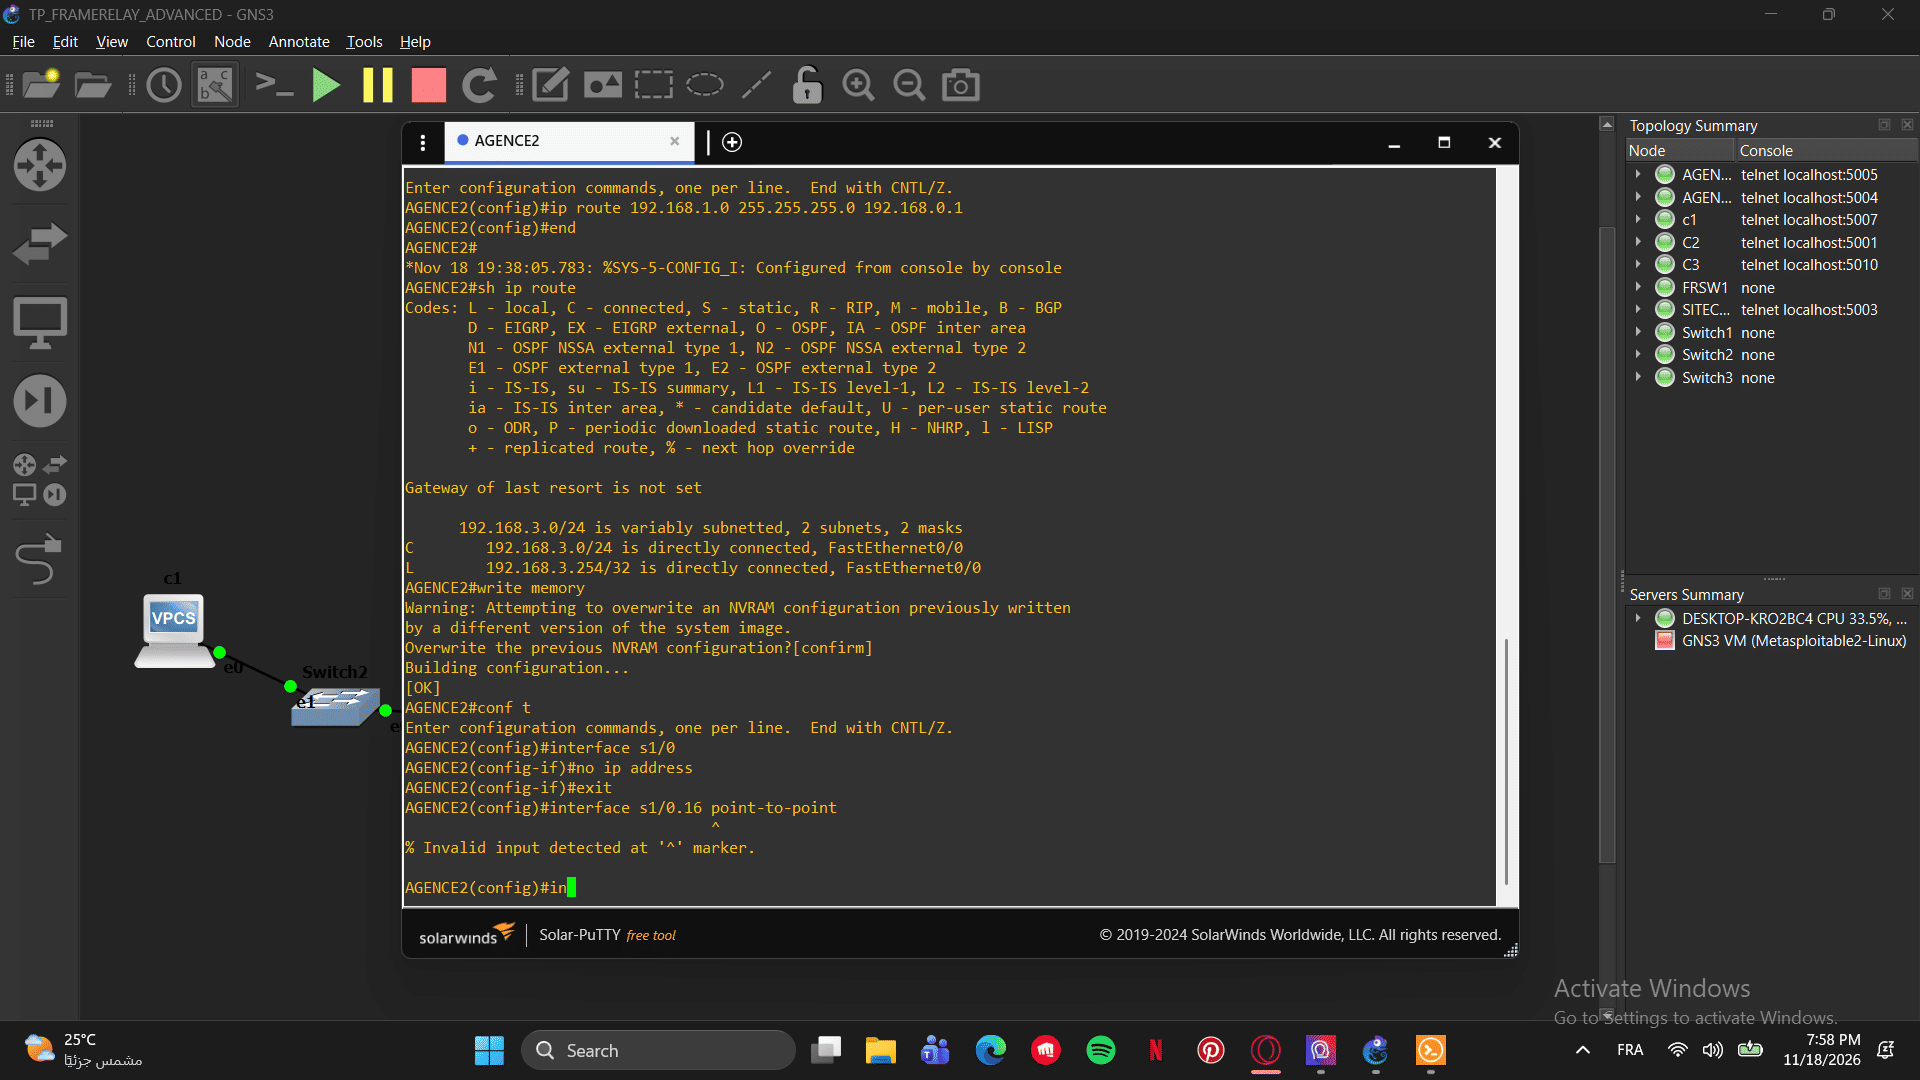 TP_FRAMERELAY_ADVANCED - GNS3
File Edit View Control Node Annotate Tools Help
AGENCE2
Enter configuration commands, one per line.  End with CNTL/Z.
AGENCE2(config)#ip route 192.168.1.0 255.255.255.0 192.168.0.1
AGENCE2(config)#end
AGENCE2#
*Nov 18 19:38:05.783: %SYS-5-CONFIG_I: Configured from console by console
AGENCE2#sh ip route
Codes: L - local, C - connected, S - static, R - RIP, M - mobile, B - BGP
       D - EIGRP, EX - EIGRP external, O - OSPF, IA - OSPF inter area
       N1 - OSPF NSSA external type 1, N2 - OSPF NSSA external type 2
       E1 - OSPF external type 1, E2 - OSPF external type 2
       i - IS-IS, su - IS-IS summary, L1 - IS-IS level-1, L2 - IS-IS level-2
       ia - IS-IS inter area, * - candidate default, U - per-user static route
       o - ODR, P - periodic downloaded static route, H - NHRP, l - LISP
       + - replicated route, % - next hop override
Gateway of last resort is not set
      192.168.3.0/24 is variably subnetted, 2 subnets, 2 masks
C        192.168.3.0/24 is directly connected, FastEthernet0/0
L        192.168.3.254/32 is directly connected, FastEthernet0/0
AGENCE2#write memory
Warning: Attempting to overwrite an NVRAM configuration previously written
by a different version of the system image.
Overwrite the previous NVRAM configuration?[confirm]
Building configuration...
[OK]
AGENCE2#conf t
Enter configuration commands, one per line.  End with CNTL/Z.
AGENCE2(config)#interface s1/0
AGENCE2(config-if)#no ip address
AGENCE2(config-if)#exit
AGENCE2(config)#interface s1/0.16 point-to-point
^
% Invalid input detected at '^' marker.
AGENCE2(config)#in
solarwinds
Solar-PuTTY free tool
© 2019-2024 SolarWinds Worldwide, LLC. All rights reserved.
c1
VPCS
e0
Switch2
e1
e
Topology Summary
Node Console
AGEN... telnet localhost:5005
AGEN... telnet localhost:5004
c1 telnet localhost:5007
C2 telnet localhost:5001
C3 telnet localhost:5010
FRSW1 none
SITEC... telnet localhost:5003
Switch1 none
Switch2 none
Switch3 none
Servers Summary
DESKTOP-KRO2BC4 CPU 33.5%, ...
GNS3 VM (Metasploitable2-Linux)
Activate Windows
Go to Settings to activate Windows.
25°C
مشمس جزئيًا
Search
FRA
7:58 PM
11/18/2026